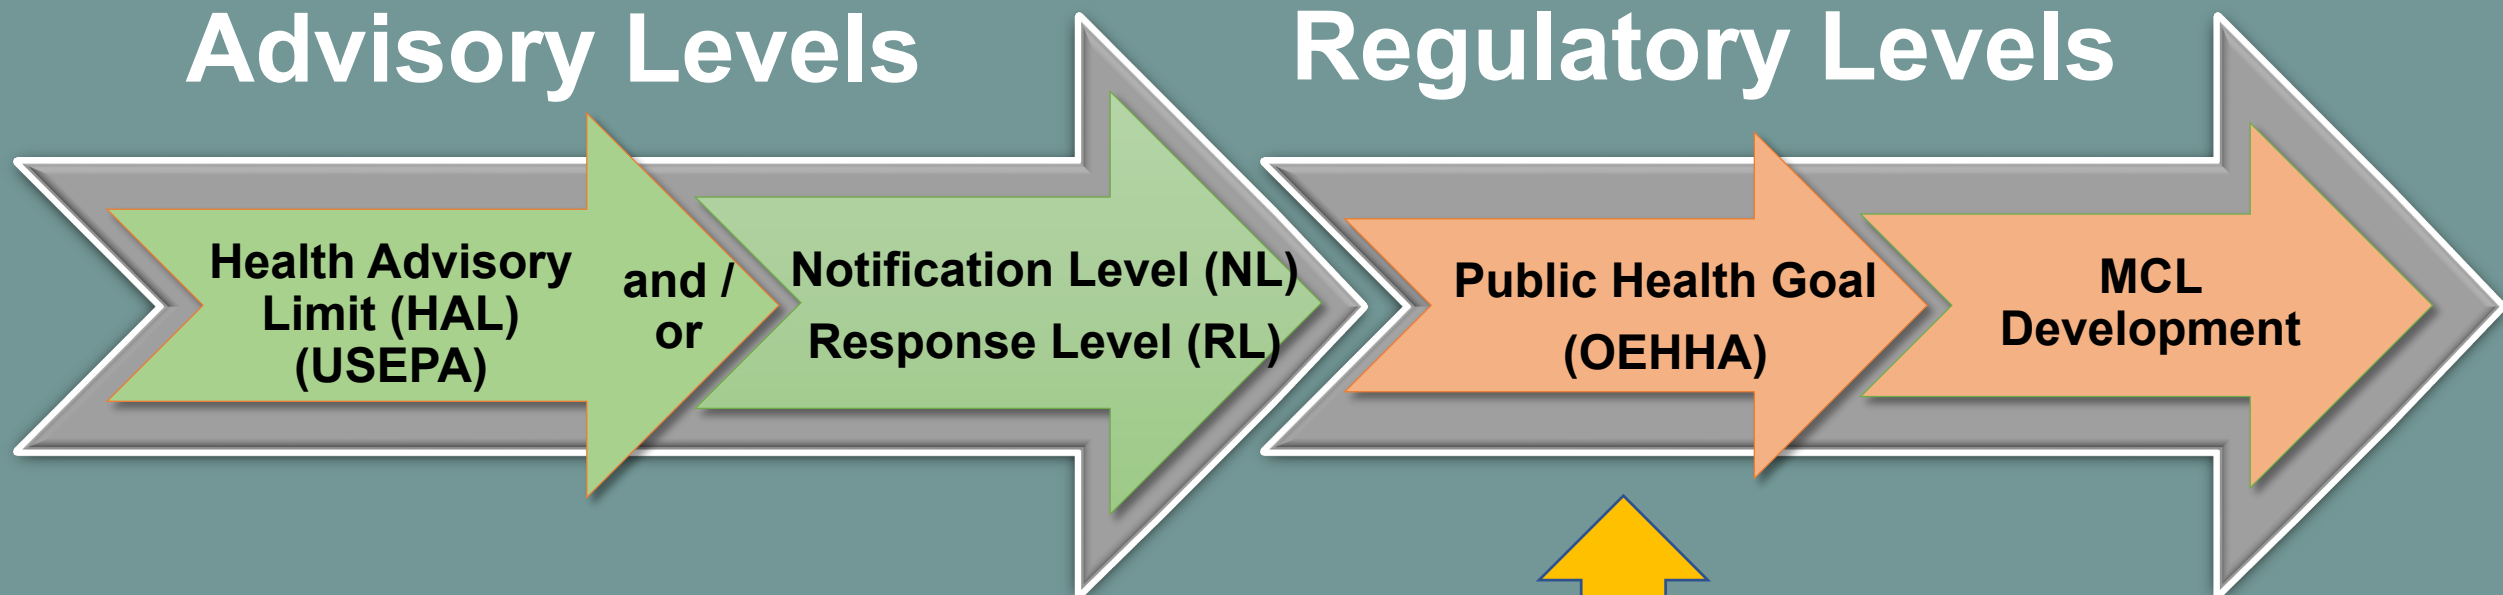 Advisory Levels
Regulatory Levels
Health Advisory
Limit (HAL)
(USEPA)
and /
or
Notification Level (NL)
Response Level (RL)
Public Health Goal
(OEHHA)
MCL
Development